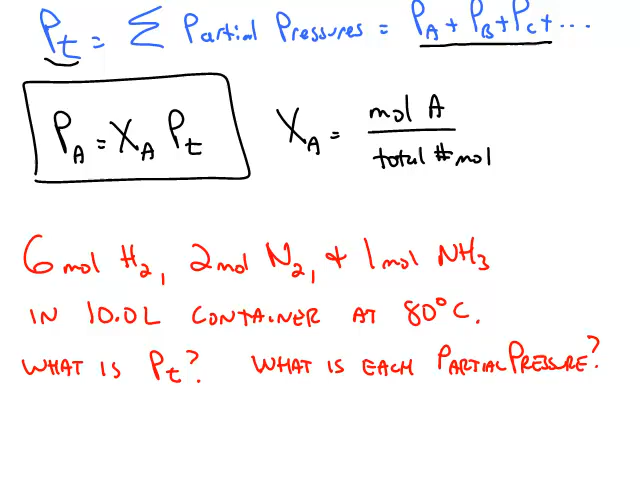 Pt = Σ Partial Pressures = PA + PB + PC + ...
PA = XA Pt
XA = mol A / total # mol
6 mol H2, 2 mol N2, + 1 mol NH3
IN 10.0L CONTAINER AT 80°C.
WHAT IS Pt? WHAT IS EACH PARTIAL PRESSURE?